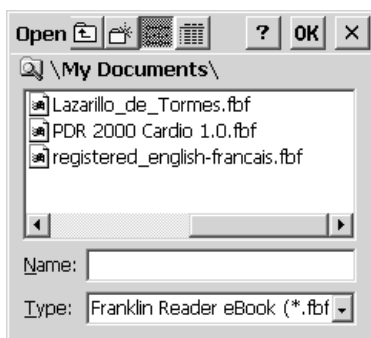 Open ? OK ×
\My Documents\
Lazarillo_de_Tormes.fbf
PDR 2000 Cardio 1.0.fbf
registered_english-francais.fbf
Name:
Type: Franklin Reader eBook (*.fbf